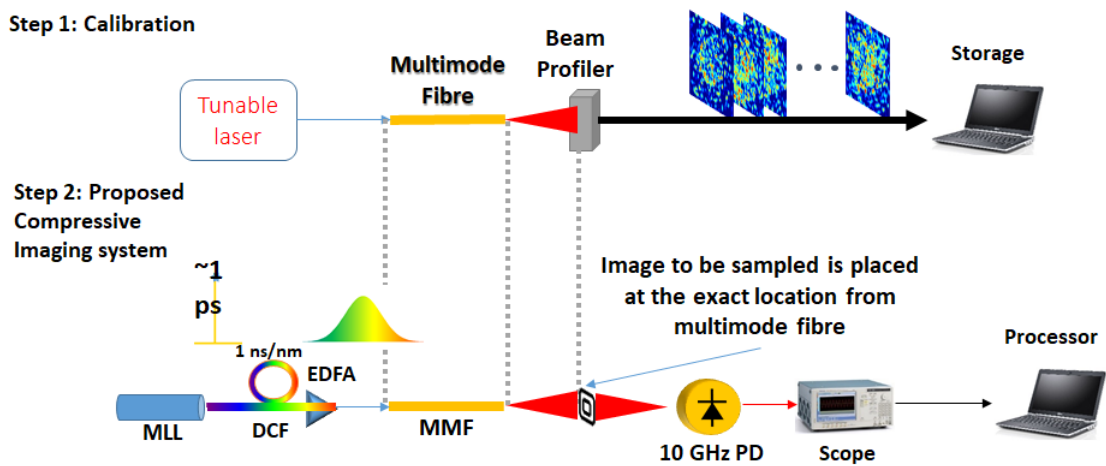 Step 1: Calibration
Beam
Profiler
Multimode
Fibre
Storage
Tunable
laser
Step 2: Proposed
Compressive
Imaging system
~1
ps
Image to be sampled is placed
at the exact location from
multimode fibre
Processor
1 ns/nm
EDFA
MLL
DCF
MMF
10 GHz PD
Scope